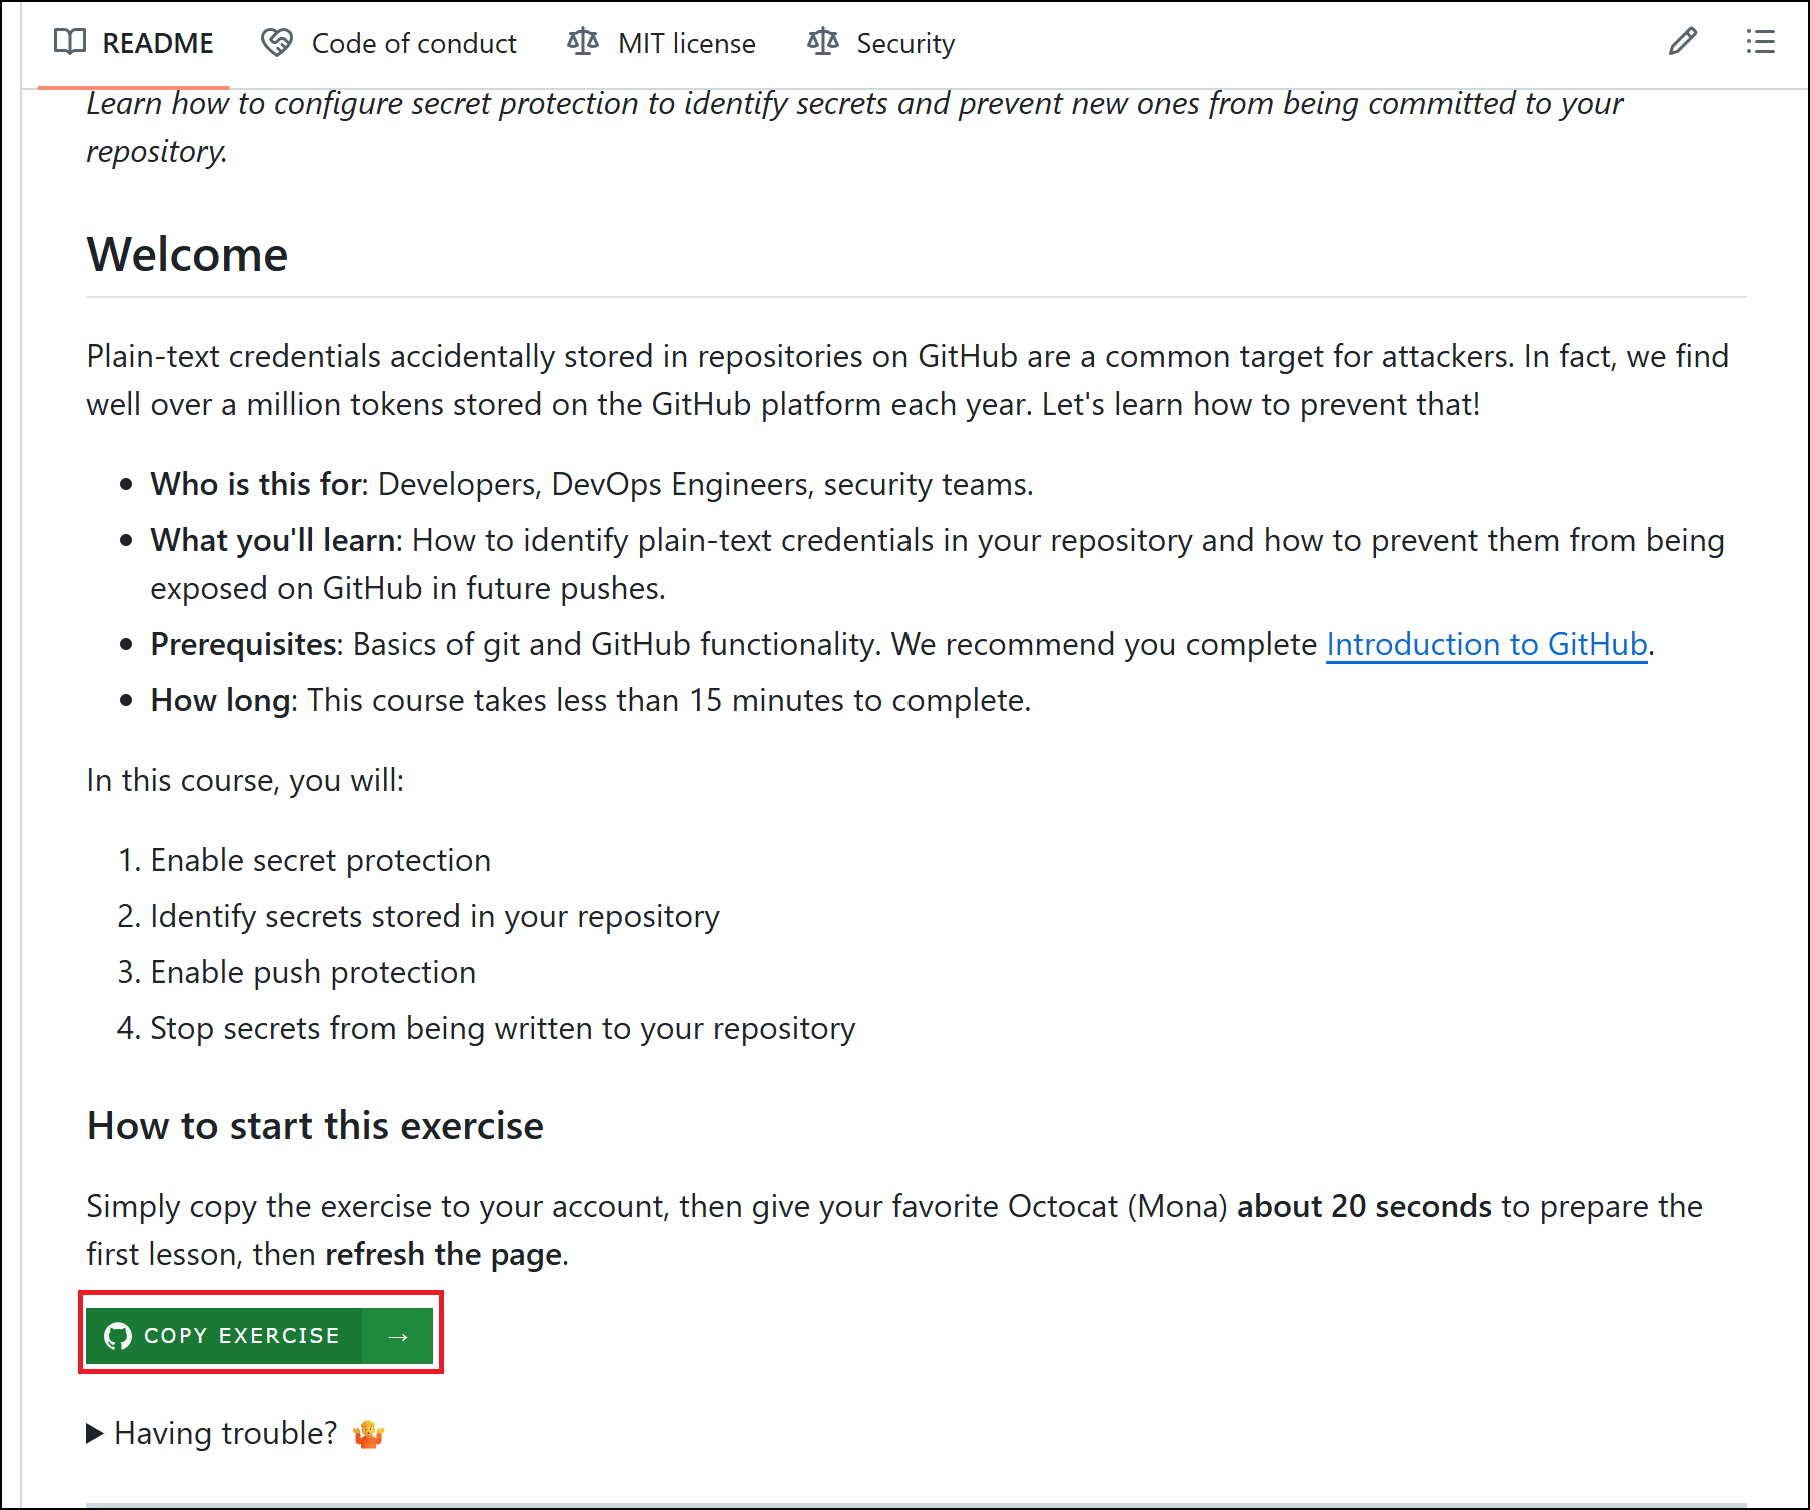 README Code of conduct MIT license Security
Learn how to configure secret protection to identify secrets and prevent new ones from being committed to your
repository.
Welcome
Plain-text credentials accidentally stored in repositories on GitHub are a common target for attackers. In fact, we find
well over a million tokens stored on the GitHub platform each year. Let's learn how to prevent that!
• Who is this for: Developers, DevOps Engineers, security teams.
• What you'll learn: How to identify plain-text credentials in your repository and how to prevent them from being
exposed on GitHub in future pushes.
• Prerequisites: Basics of git and GitHub functionality. We recommend you complete Introduction to GitHub.
• How long: This course takes less than 15 minutes to complete.
In this course, you will:
1. Enable secret protection
2. Identify secrets stored in your repository
3. Enable push protection
4. Stop secrets from being written to your repository
How to start this exercise
Simply copy the exercise to your account, then give your favorite Octocat (Mona) about 20 seconds to prepare the
first lesson, then refresh the page.
COPY EXERCISE →
Having trouble? 🤷